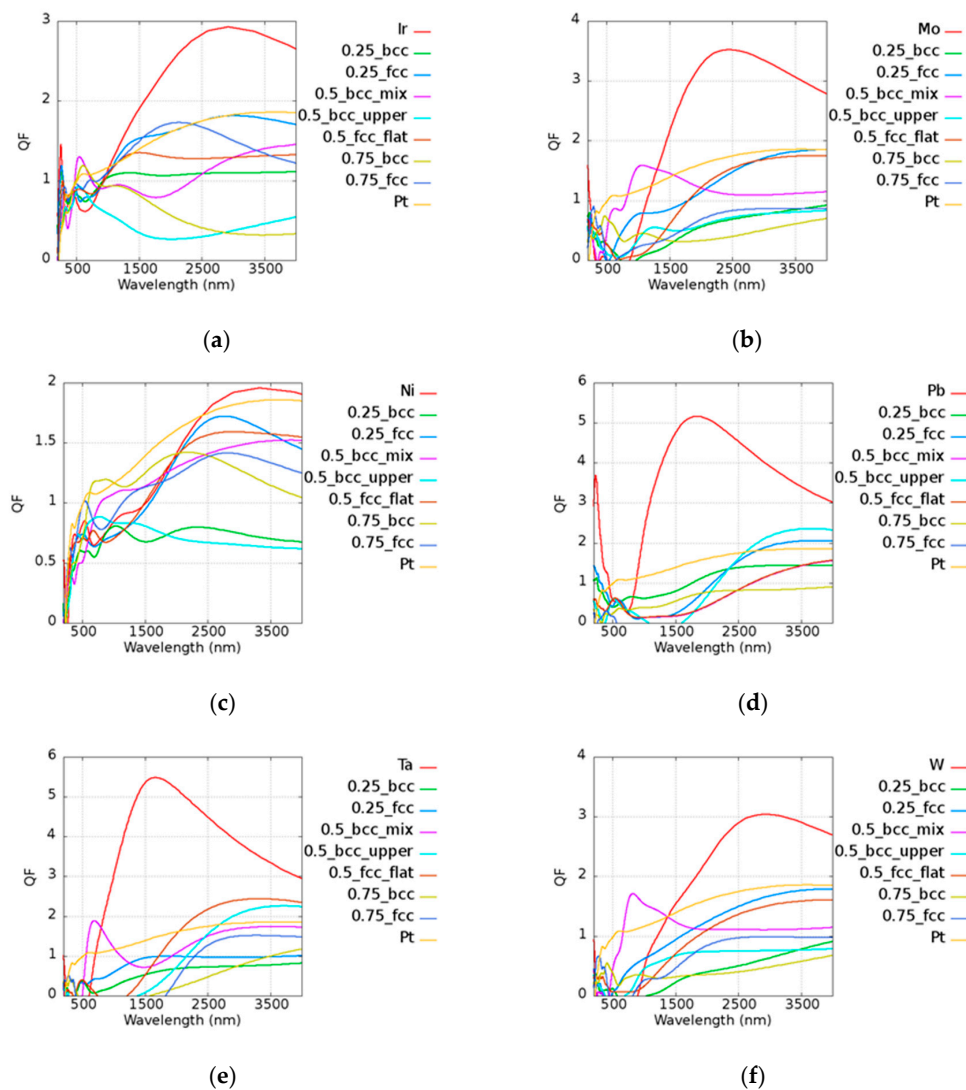 3
Ir
0.25_bcc
0.25_fcc
2
0.5_bcc_mix
0.5_bcc_upper
QF
0.5_fcc_flat
1
0.75_bcc
0.75_fcc
Pt
0
500 1500 2500 3500
Wavelength (nm)
(a)
4
Mo
0.25_bcc
3
0.25_fcc
0.5_bcc_mix
0.5_bcc_upper
QF
2
0.5_fcc_flat
0.75_bcc
1
0.75_fcc
Pt
0
500 1500 2500 3500
Wavelength (nm)
(b)
2
Ni
0.25_bcc
1.5
0.25_fcc
0.5_bcc_mix
0.5_bcc_upper
QF
1
0.5_fcc_flat
0.75_bcc
0.5
0.75_fcc
Pt
0
500 1500 2500 3500
Wavelength (nm)
(c)
6
Pb
5
0.25_bcc
0.25_fcc
4
0.5_bcc_mix
0.5_bcc_upper
QF
3
0.5_fcc_flat
2
0.75_bcc
0.75_fcc
1
Pt
0
500 1500 2500 3500
Wavelength (nm)
(d)
6
Ta
5
0.25_bcc
0.25_fcc
4
0.5_bcc_mix
0.5_bcc_upper
QF
3
0.5_fcc_flat
2
0.75_bcc
0.75_fcc
1
Pt
0
500 1500 2500 3500
Wavelength (nm)
(e)
4
W
0.25_bcc
3
0.25_fcc
0.5_bcc_mix
0.5_bcc_upper
QF
2
0.5_fcc_flat
0.75_bcc
1
0.75_fcc
Pt
0
500 1500 2500 3500
Wavelength (nm)
(f)